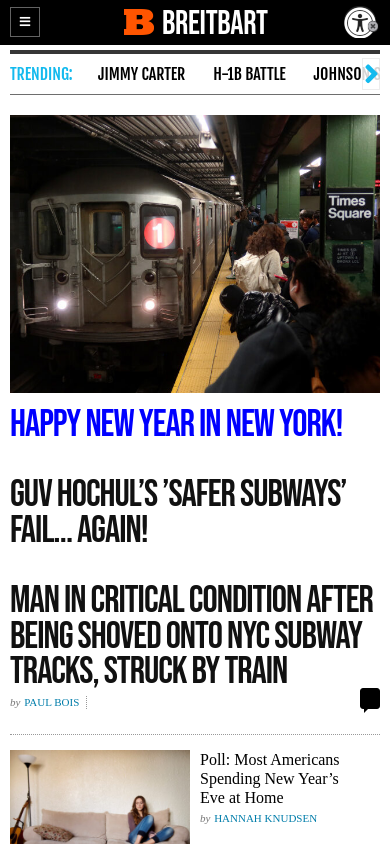 BREITBART
TRENDING: JIMMY CARTER H-1B BATTLE JOHNSO
1
Times Square
HAPPY NEW YEAR IN NEW YORK!
GUV HOCHUL’S ’SAFER SUBWAYS’
FAIL… AGAIN!
MAN IN CRITICAL CONDITION AFTER
BEING SHOVED ONTO NYC SUBWAY
TRACKS, STRUCK BY TRAIN
by PAUL BOIS
Poll: Most Americans
Spending New Year’s
Eve at Home
by HANNAH KNUDSEN